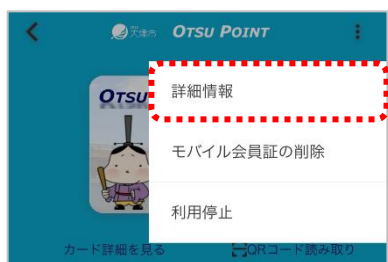 大津市 OTSU POINT
OTSU
詳細情報
モバイル会員証の削除
利用停止
カード詳細を見る
QRコード読み取り